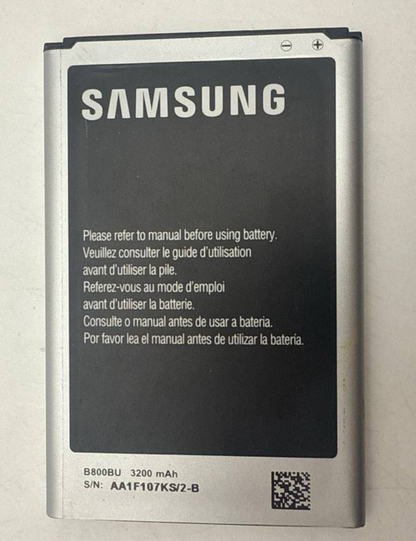 ⊖ ⊕
SAMSUNG
Please refer to manual before using battery.
Veuillez consulter le guide d'utilisation
avant d'utiliser la pile.
Referez-vous au mode d'emploi
avant d'utiliser la batterie.
Consulte o manual antes de usar a bateria.
Por favor lea el manual antes de utilizar la batería.
B800BU 3200 mAh
S/N: AA1F107KS/2-B